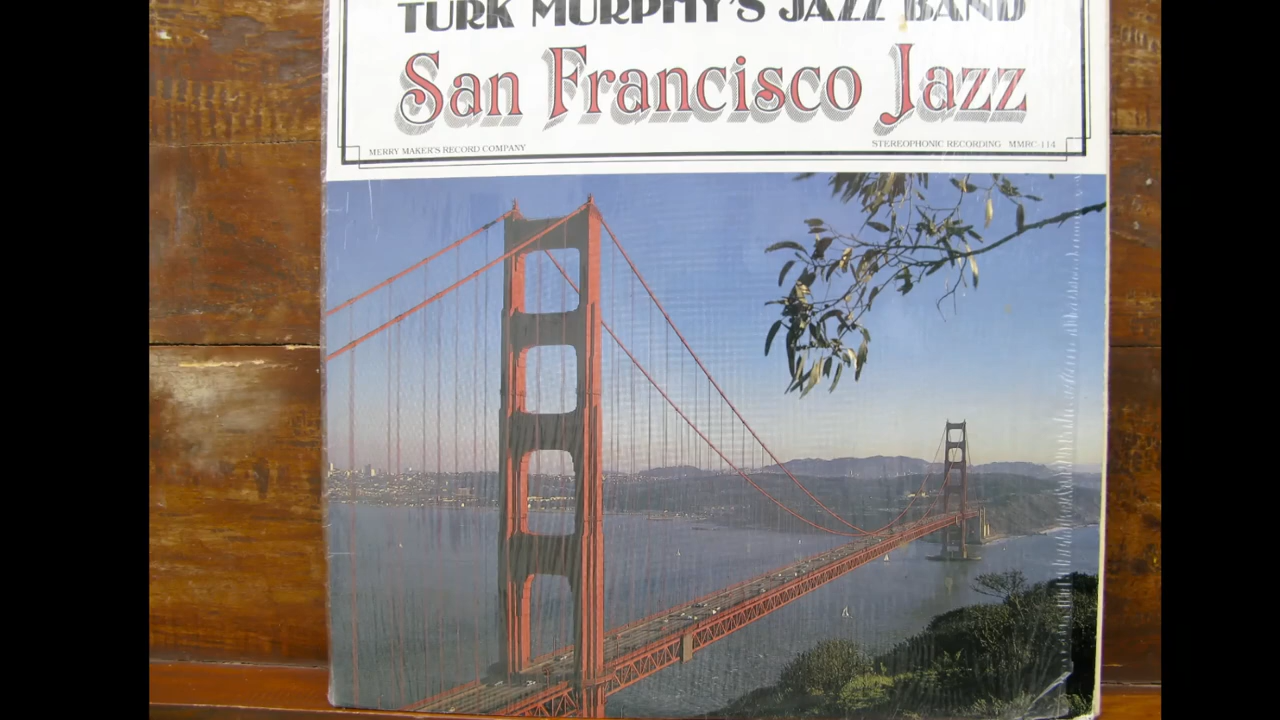 TURK MURPHY'S JAZZ BAND
San Francisco Jazz
MERRY MAKER'S RECORD COMPANY
STEREOPHONIC RECORDING MMRC-114